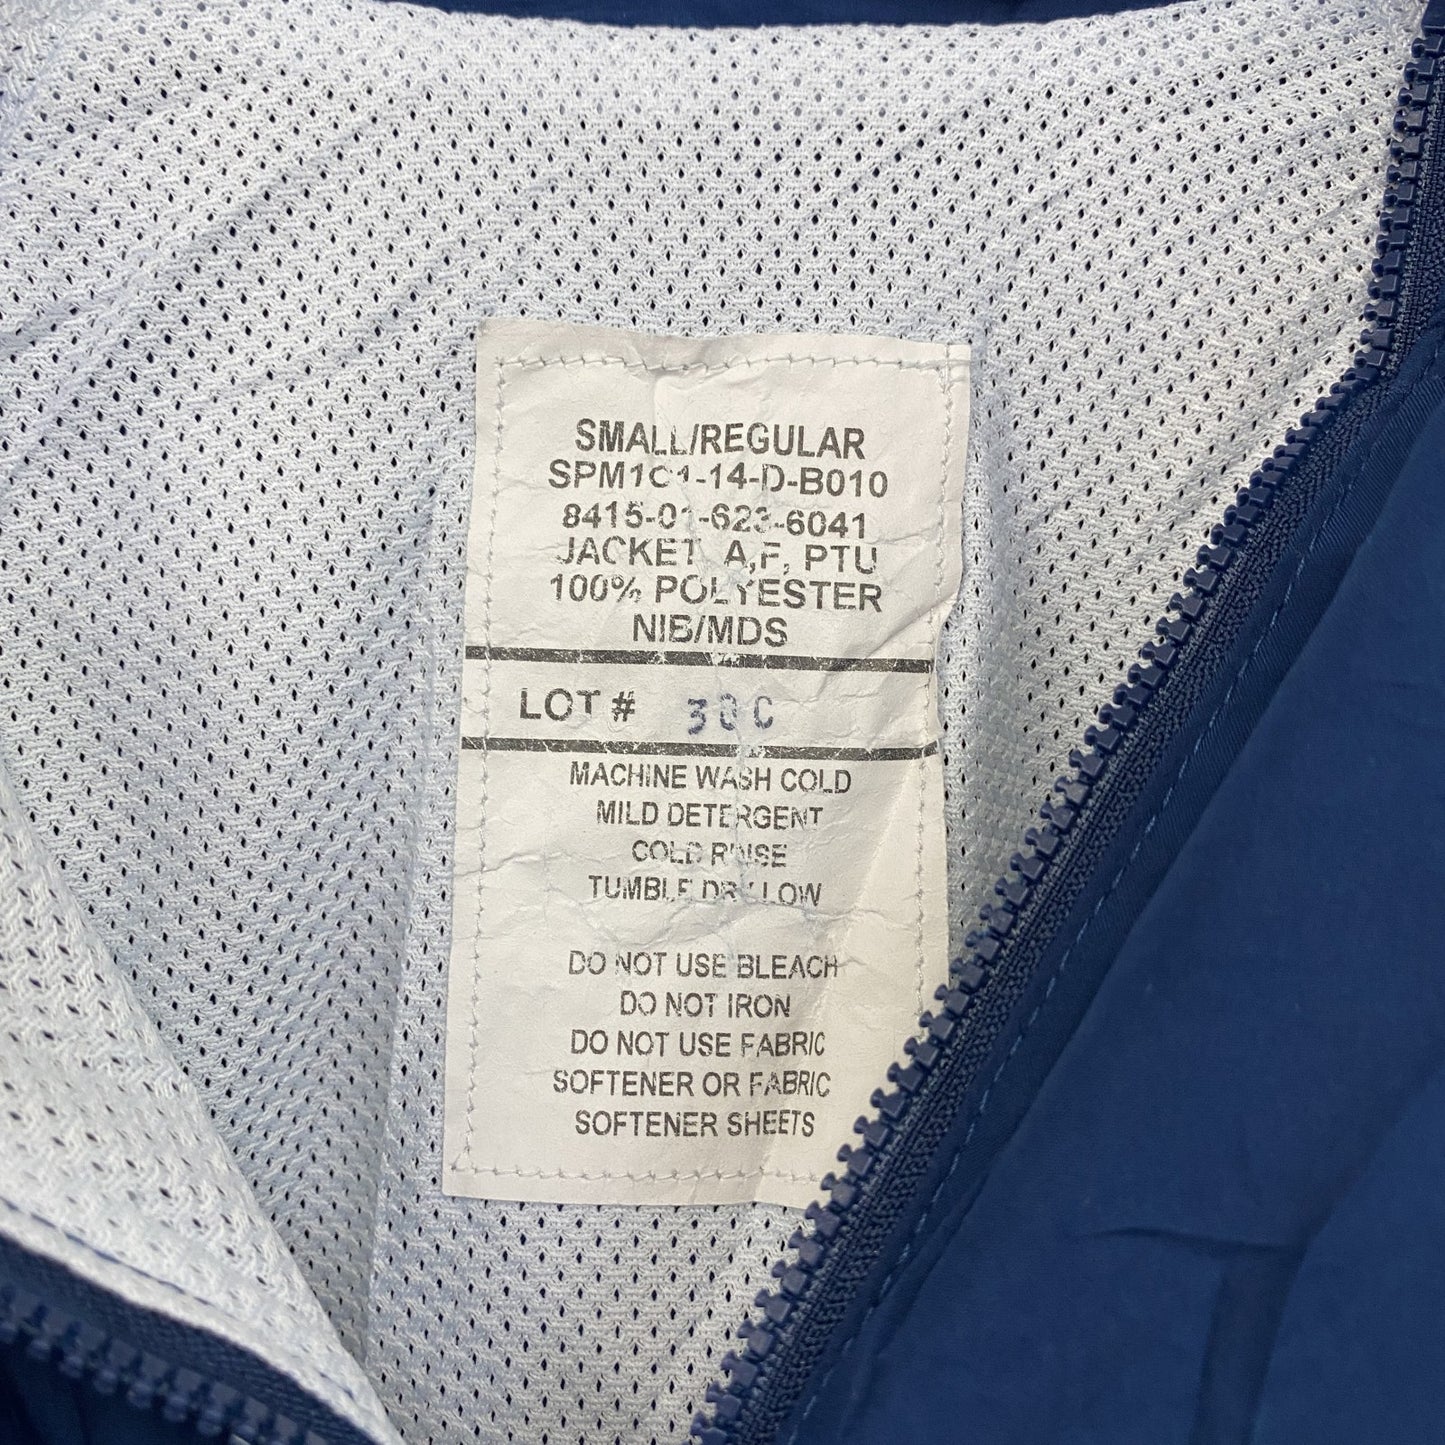 SMALL/REGULAR
SPM1C1-14-D-B010
8415-01-623-6041
JACKET, A,F, PTU
100% POLYESTER
NIB/MDS
LOT # 38C
MACHINE WASH COLD
MILD DETERGENT
COLD RINSE
TUMBLE DRY LOW
DO NOT USE BLEACH
DO NOT IRON
DO NOT USE FABRIC
SOFTENER OR FABRIC
SOFTENER SHEETS